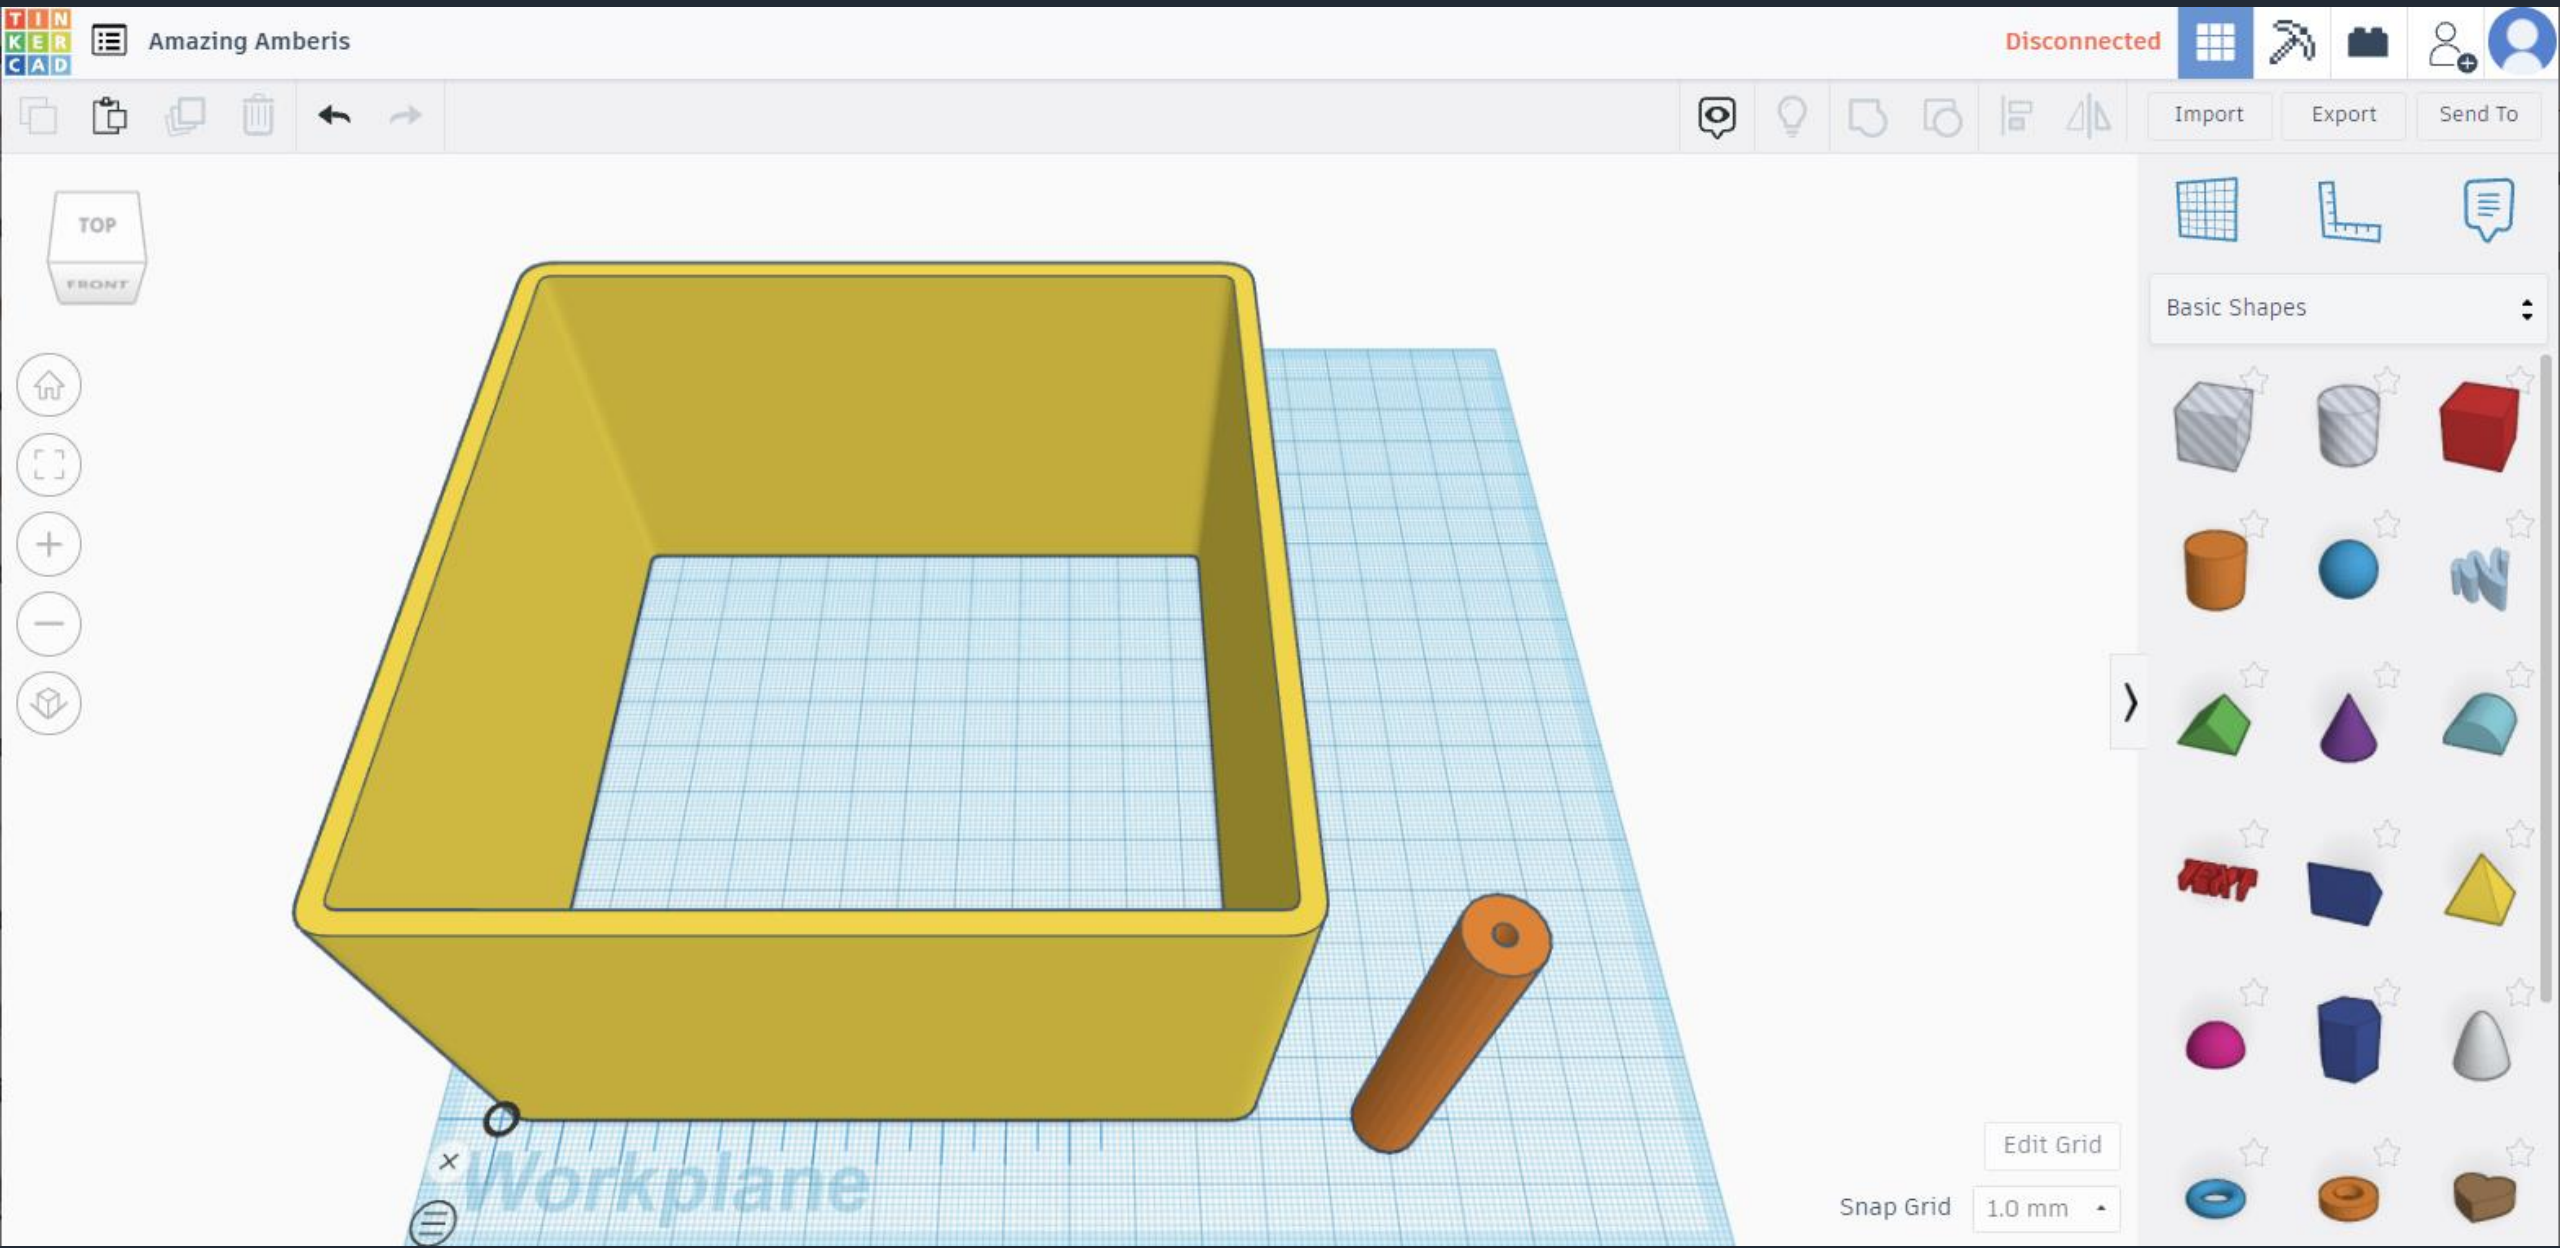 TIN
KER
CAD
Amazing Amberis
Disconnected
Import
Export
Send To
TOP
FRONT
Basic Shapes
TEXT
Workplane
Edit Grid
Snap Grid
1.0 mm